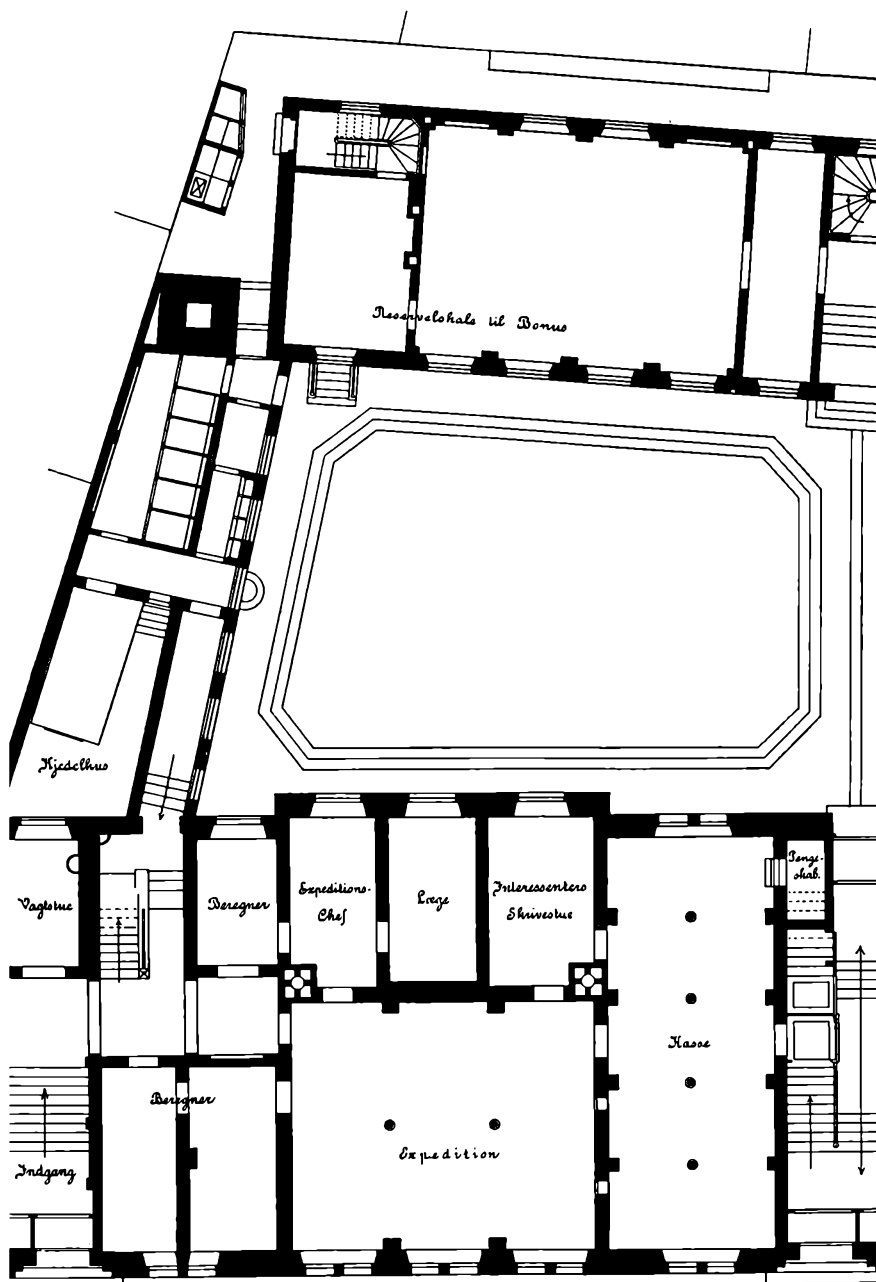 Reservelokale til Bonus
Kjedelhus
Vagtstue
Beregner
Expeditions-
Chef
Læge
Interessenters
Skrivestue
Penge-
skab.
Kasse
Beregner
Expedition
Indgang